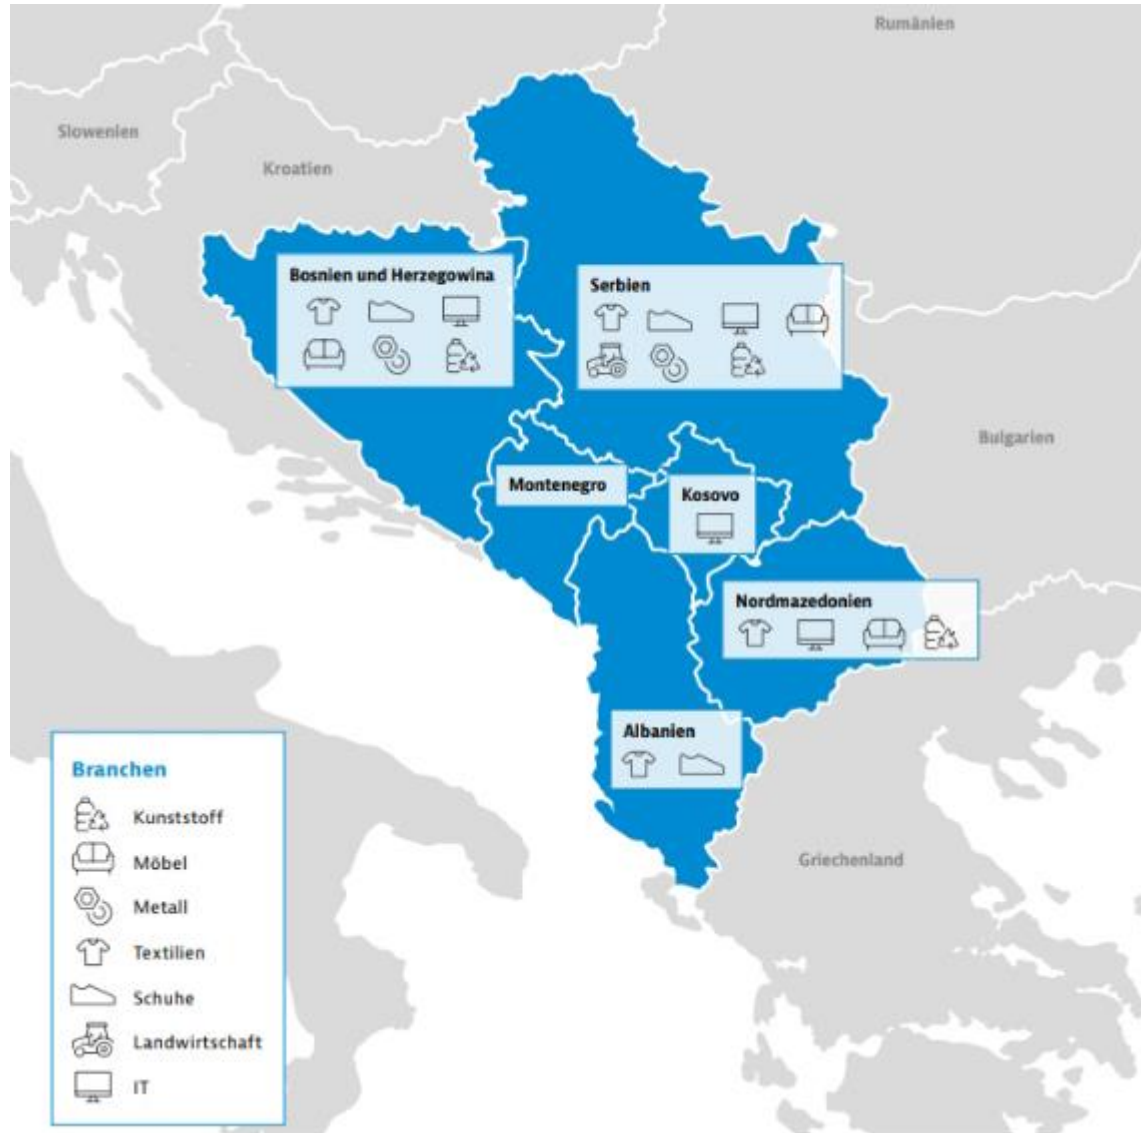 Rumänien
Slowenien
Kroatien
Bosnien und Herzegowina
Serbien
Bulgarien
Montenegro
Kosovo
Nordmazedonien
Albanien
Griechenland
Branchen
Kunststoff
Möbel
Metall
Textilien
Schuhe
Landwirtschaft
IT